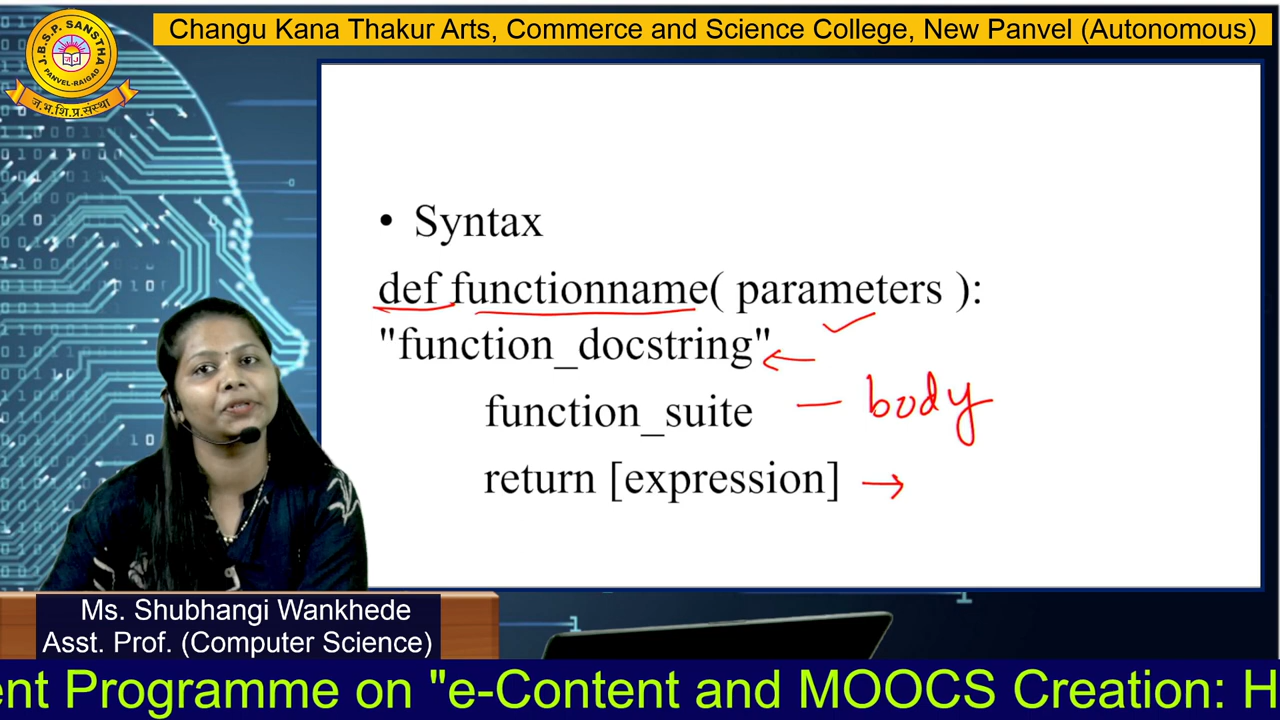 Changu Kana Thakur Arts, Commerce and Science College, New Panvel (Autonomous)
J.B.S.P. SANSTHA
PANVEL-RAIGAD
ज.भ.शि.प्र.संस्था
• Syntax
def functionname( parameters ):
"function_docstring"
function_suite — body
return [expression] →
Ms. Shubhangi Wankhede
Asst. Prof. (Computer Science)
ent Programme on "e-Content and MOOCS Creation: H